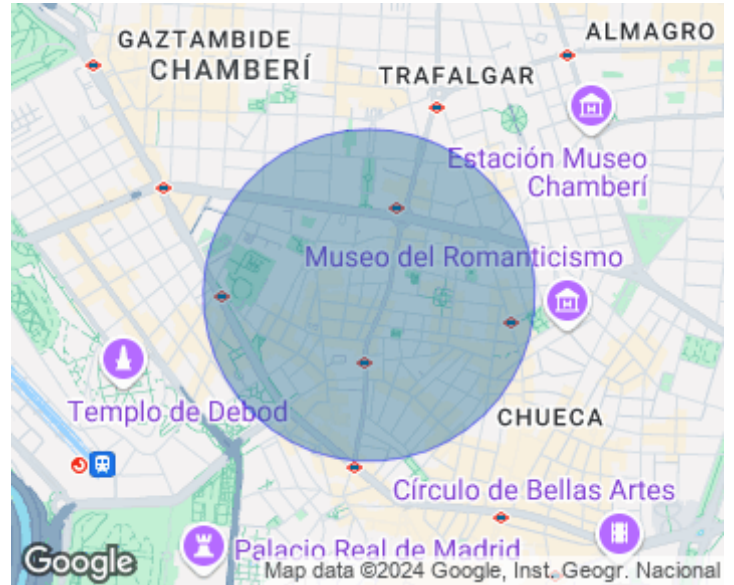 GAZTAMBIDE
CHAMBERÍ
ALMAGRO
TRAFALGAR
Estación Museo
Chamberí
Museo del Romanticismo
Templo de Debod
CHUECA
Círculo de Bellas Artes
Palacio Real de Madrid
Google
Map data ©2024 Google, Inst. Geogr. Nacional